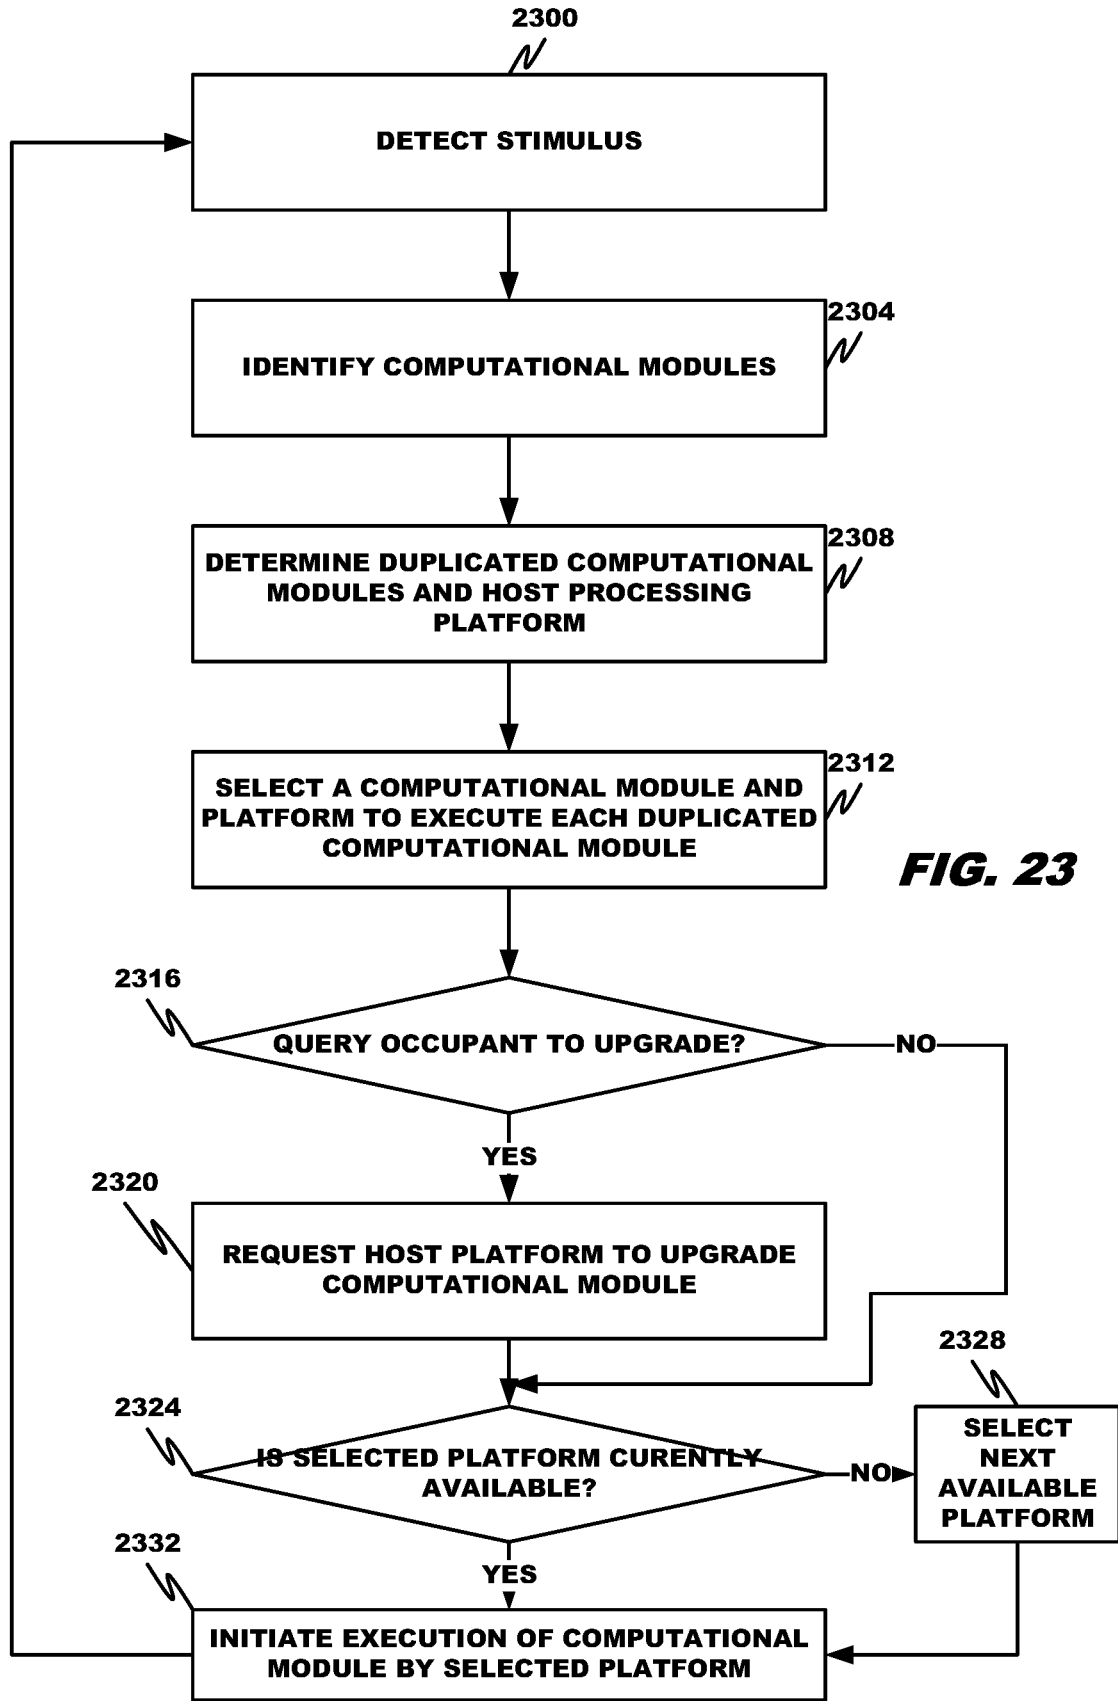 2300
DETECT STIMULUS
2304
IDENTIFY COMPUTATIONAL MODULES
2308
DETERMINE DUPLICATED COMPUTATIONAL
MODULES AND HOST PROCESSING
PLATFORM
2312
SELECT A COMPUTATIONAL MODULE AND
PLATFORM TO EXECUTE EACH DUPLICATED
COMPUTATIONAL MODULE
FIG. 23
2316
QUERY OCCUPANT TO UPGRADE?
NO
YES
2320
REQUEST HOST PLATFORM TO UPGRADE
COMPUTATIONAL MODULE
2324
IS SELECTED PLATFORM CURENTLY
AVAILABLE?
NO
2328
SELECT
NEXT
AVAILABLE
PLATFORM
YES
2332
INITIATE EXECUTION OF COMPUTATIONAL
MODULE BY SELECTED PLATFORM